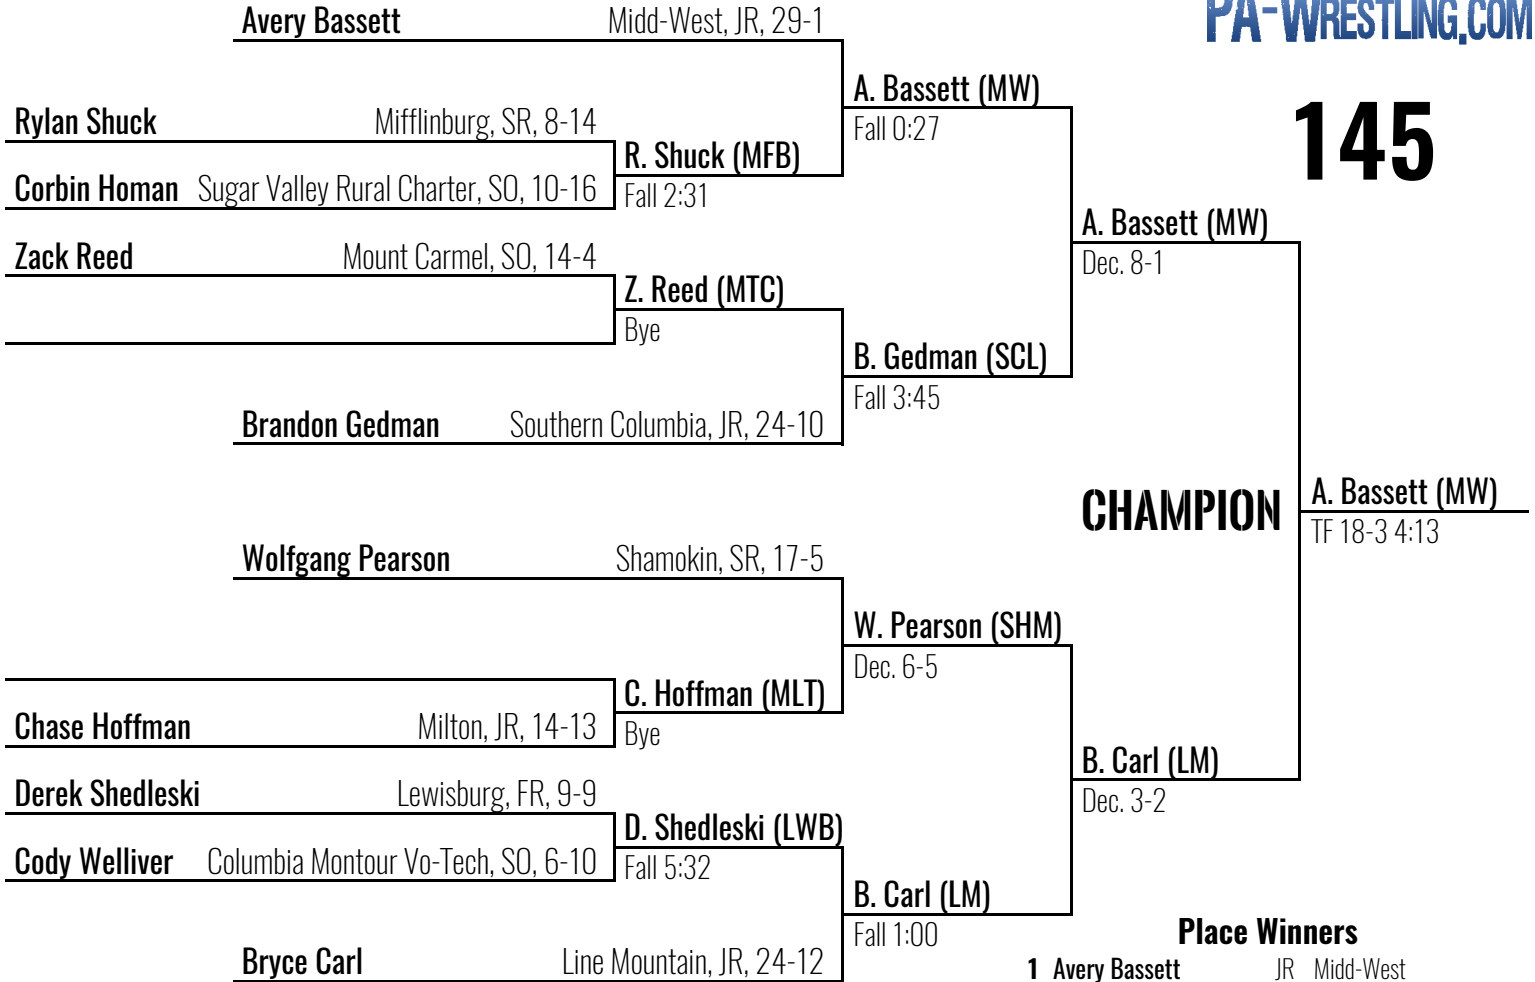 PA-WRESTLING.COM
145
Avery Bassett Midd-West, JR, 29-1
A. Bassett (MW)
Fall 0:27
Rylan Shuck Mifflinburg, SR, 8-14
R. Shuck (MFB)
Fall 2:31
Corbin Homan Sugar Valley Rural Charter, SO, 10-16
A. Bassett (MW)
Dec. 8-1
Zack Reed Mount Carmel, SO, 14-4
Z. Reed (MTC)
Bye
B. Gedman (SCL)
Fall 3:45
Brandon Gedman Southern Columbia, JR, 24-10
CHAMPION
A. Bassett (MW)
TF 18-3 4:13
Wolfgang Pearson Shamokin, SR, 17-5
W. Pearson (SHM)
Dec. 6-5
C. Hoffman (MLT)
Bye
Chase Hoffman Milton, JR, 14-13
B. Carl (LM)
Dec. 3-2
Derek Shedleski Lewisburg, FR, 9-9
D. Shedleski (LWB)
Fall 5:32
Cody Welliver Columbia Montour Vo-Tech, SO, 6-10
B. Carl (LM)
Fall 1:00
Bryce Carl Line Mountain, JR, 24-12
Place Winners
1 Avery Bassett JR Midd-West